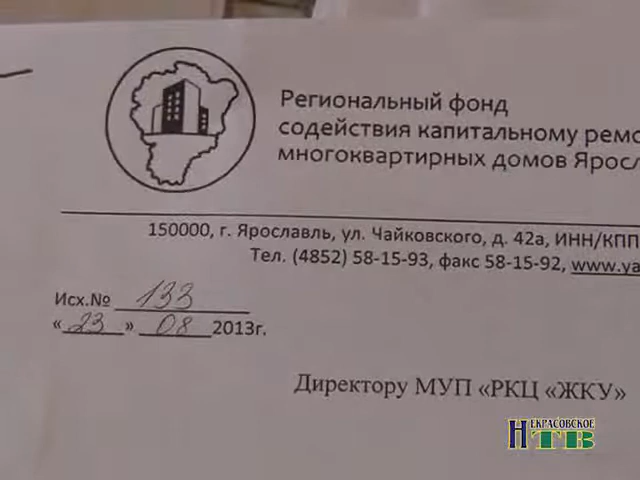 Региональный фонд
содействия капитальному ремо
многоквартирных домов Яросл
150000, г. Ярославль, ул. Чайковского, д. 42а, ИНН/КПП
Тел. (4852) 58-15-93, факс 58-15-92, www.ya
Исх.№ 133
«23» 08 2013г.
Директору МУП «РКЦ «ЖКУ»
НЕКРАСОВСКОЕ
ТВ